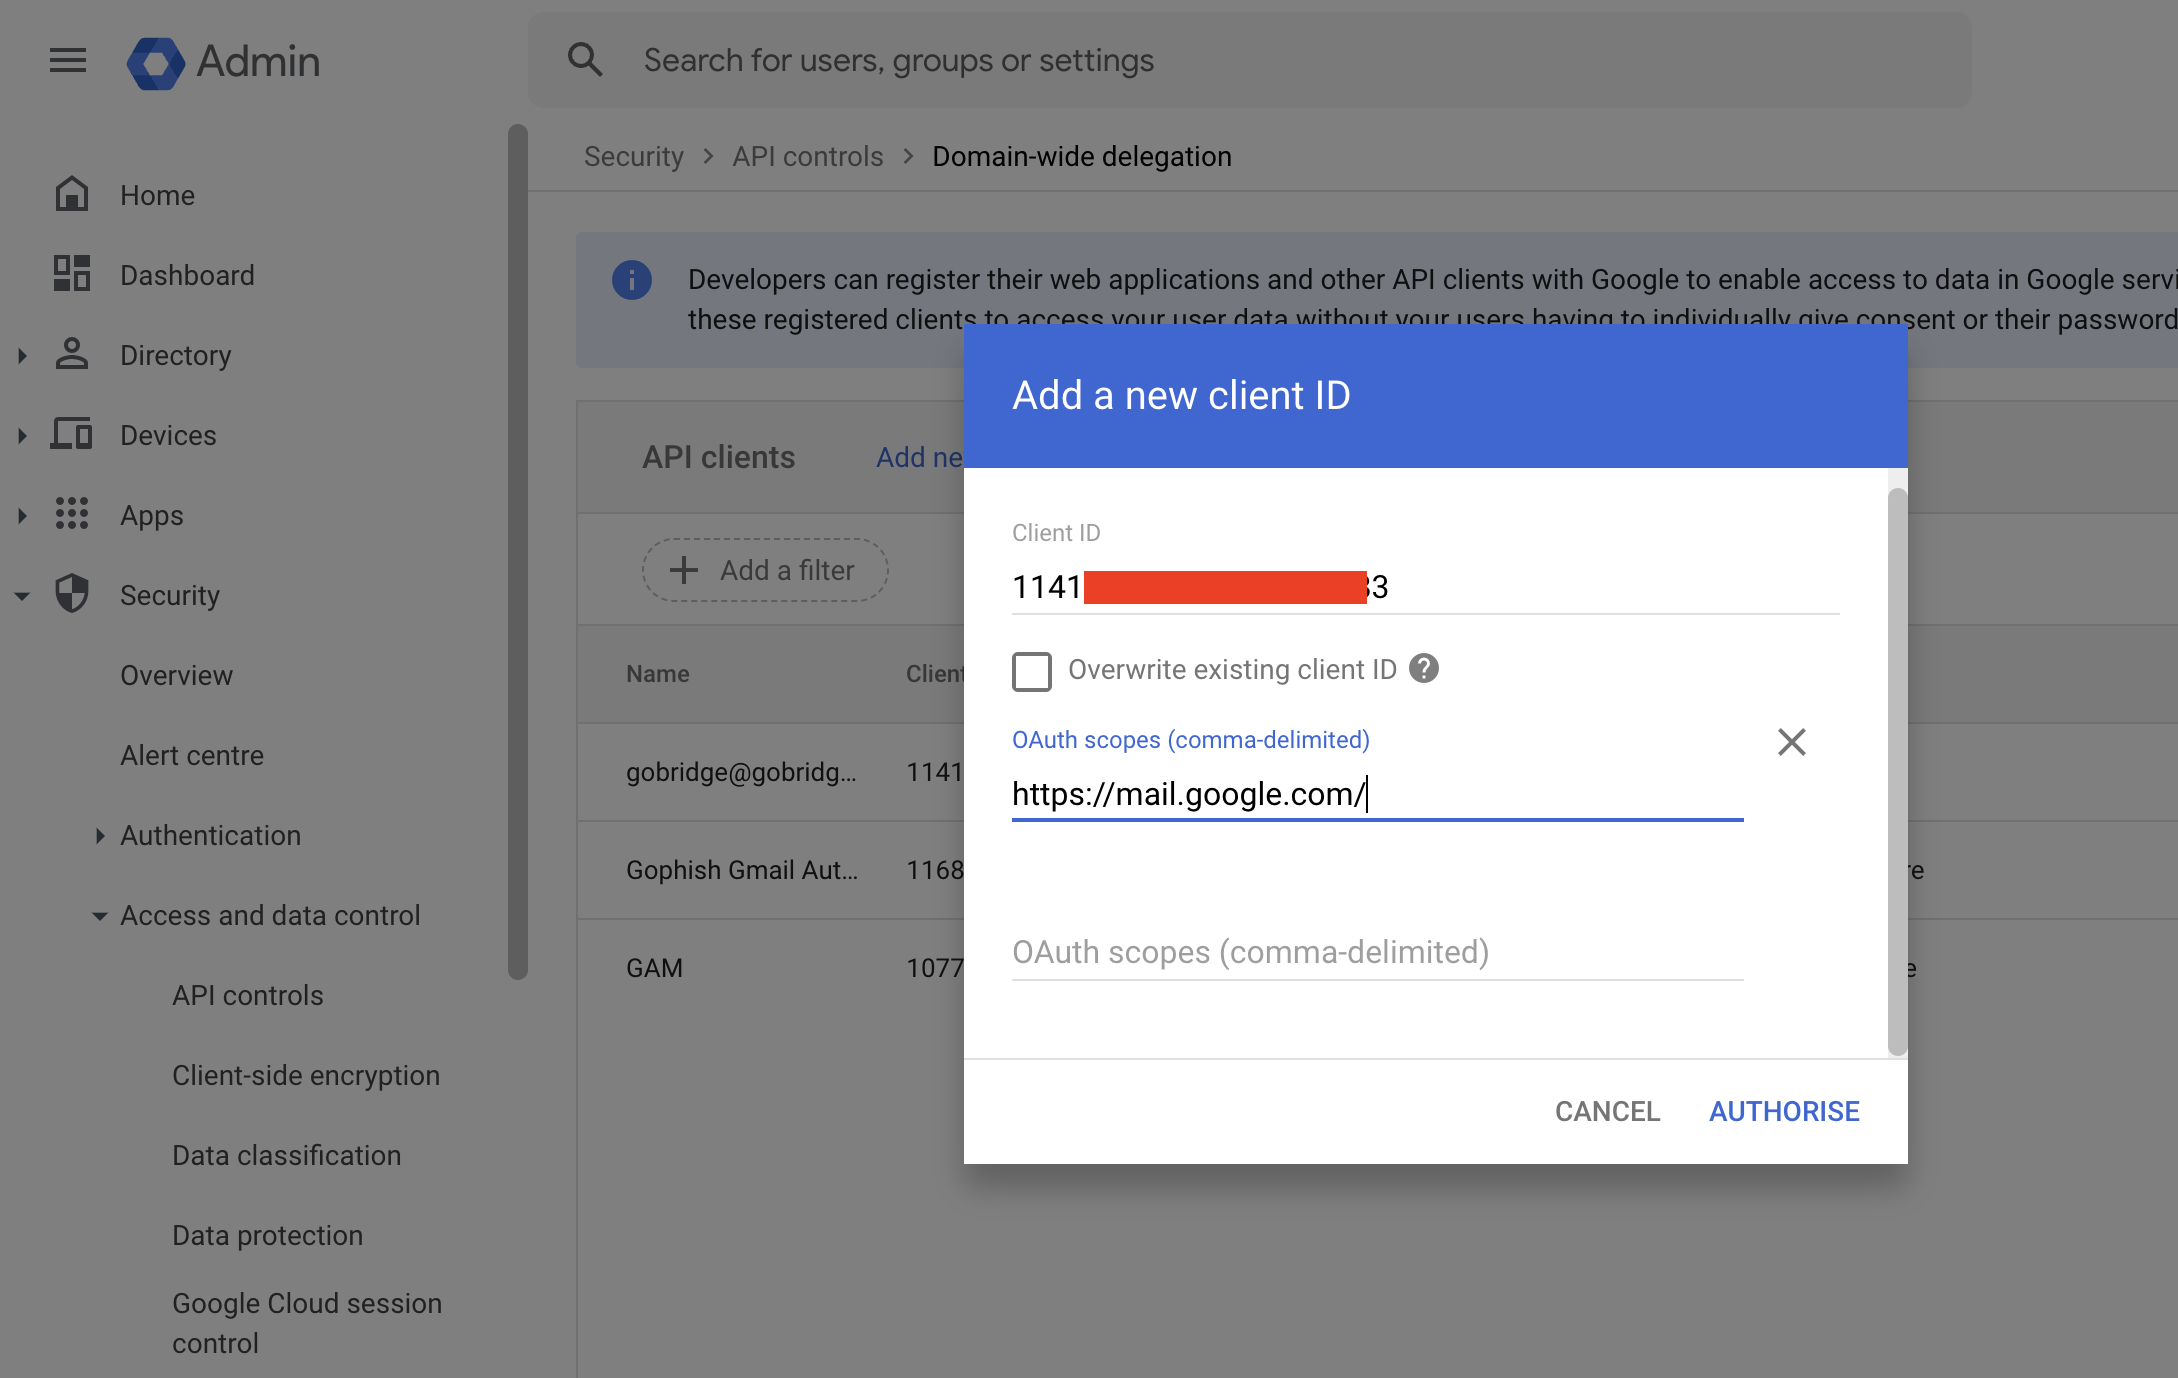 Admin
Search for users, groups or settings
Security > API controls > Domain-wide delegation
Home
Dashboard
Directory
Devices
Apps
Security
Overview
Alert centre
Authentication
Access and data control
API controls
Client-side encryption
Data classification
Data protection
Google Cloud session
control
Developers can register their web applications and other API clients with Google to enable access to data in Google servi
these registered clients to access your user data without your users having to individually give consent or their password
API clients
Add ne
Add a filter
Name
Client
gobridge@gobridg...
1141
Gophish Gmail Aut...
1168
re
GAM
1077
e
Add a new client ID
Client ID
1141
33
Overwrite existing client ID
OAuth scopes (comma-delimited)
https://mail.google.com/
OAuth scopes (comma-delimited)
CANCEL
AUTHORISE